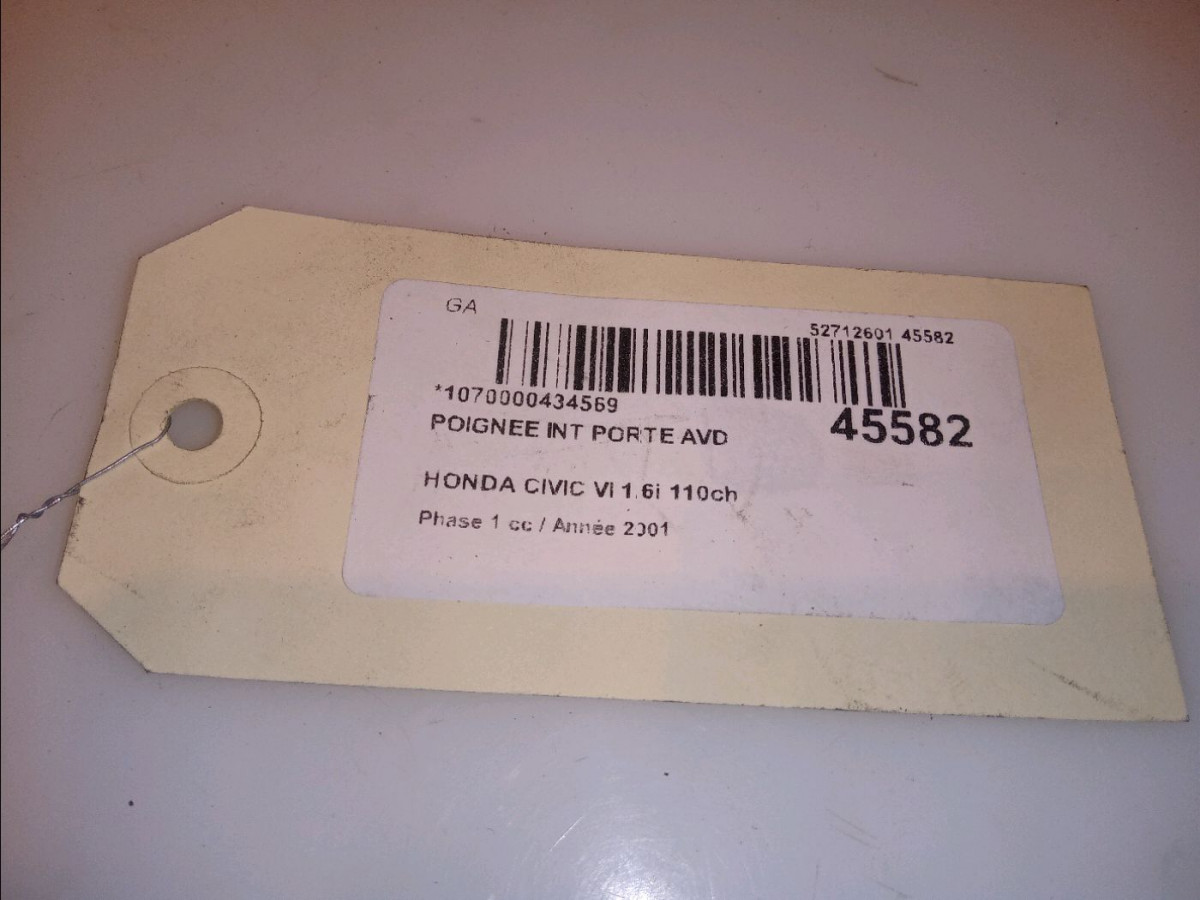 GA
52712601 45582
*1070000434569
45582
POIGNEE INT PORTE AVD
HONDA CIVIC VI 1.6i 110ch
Phase 1 cc / Année 2001